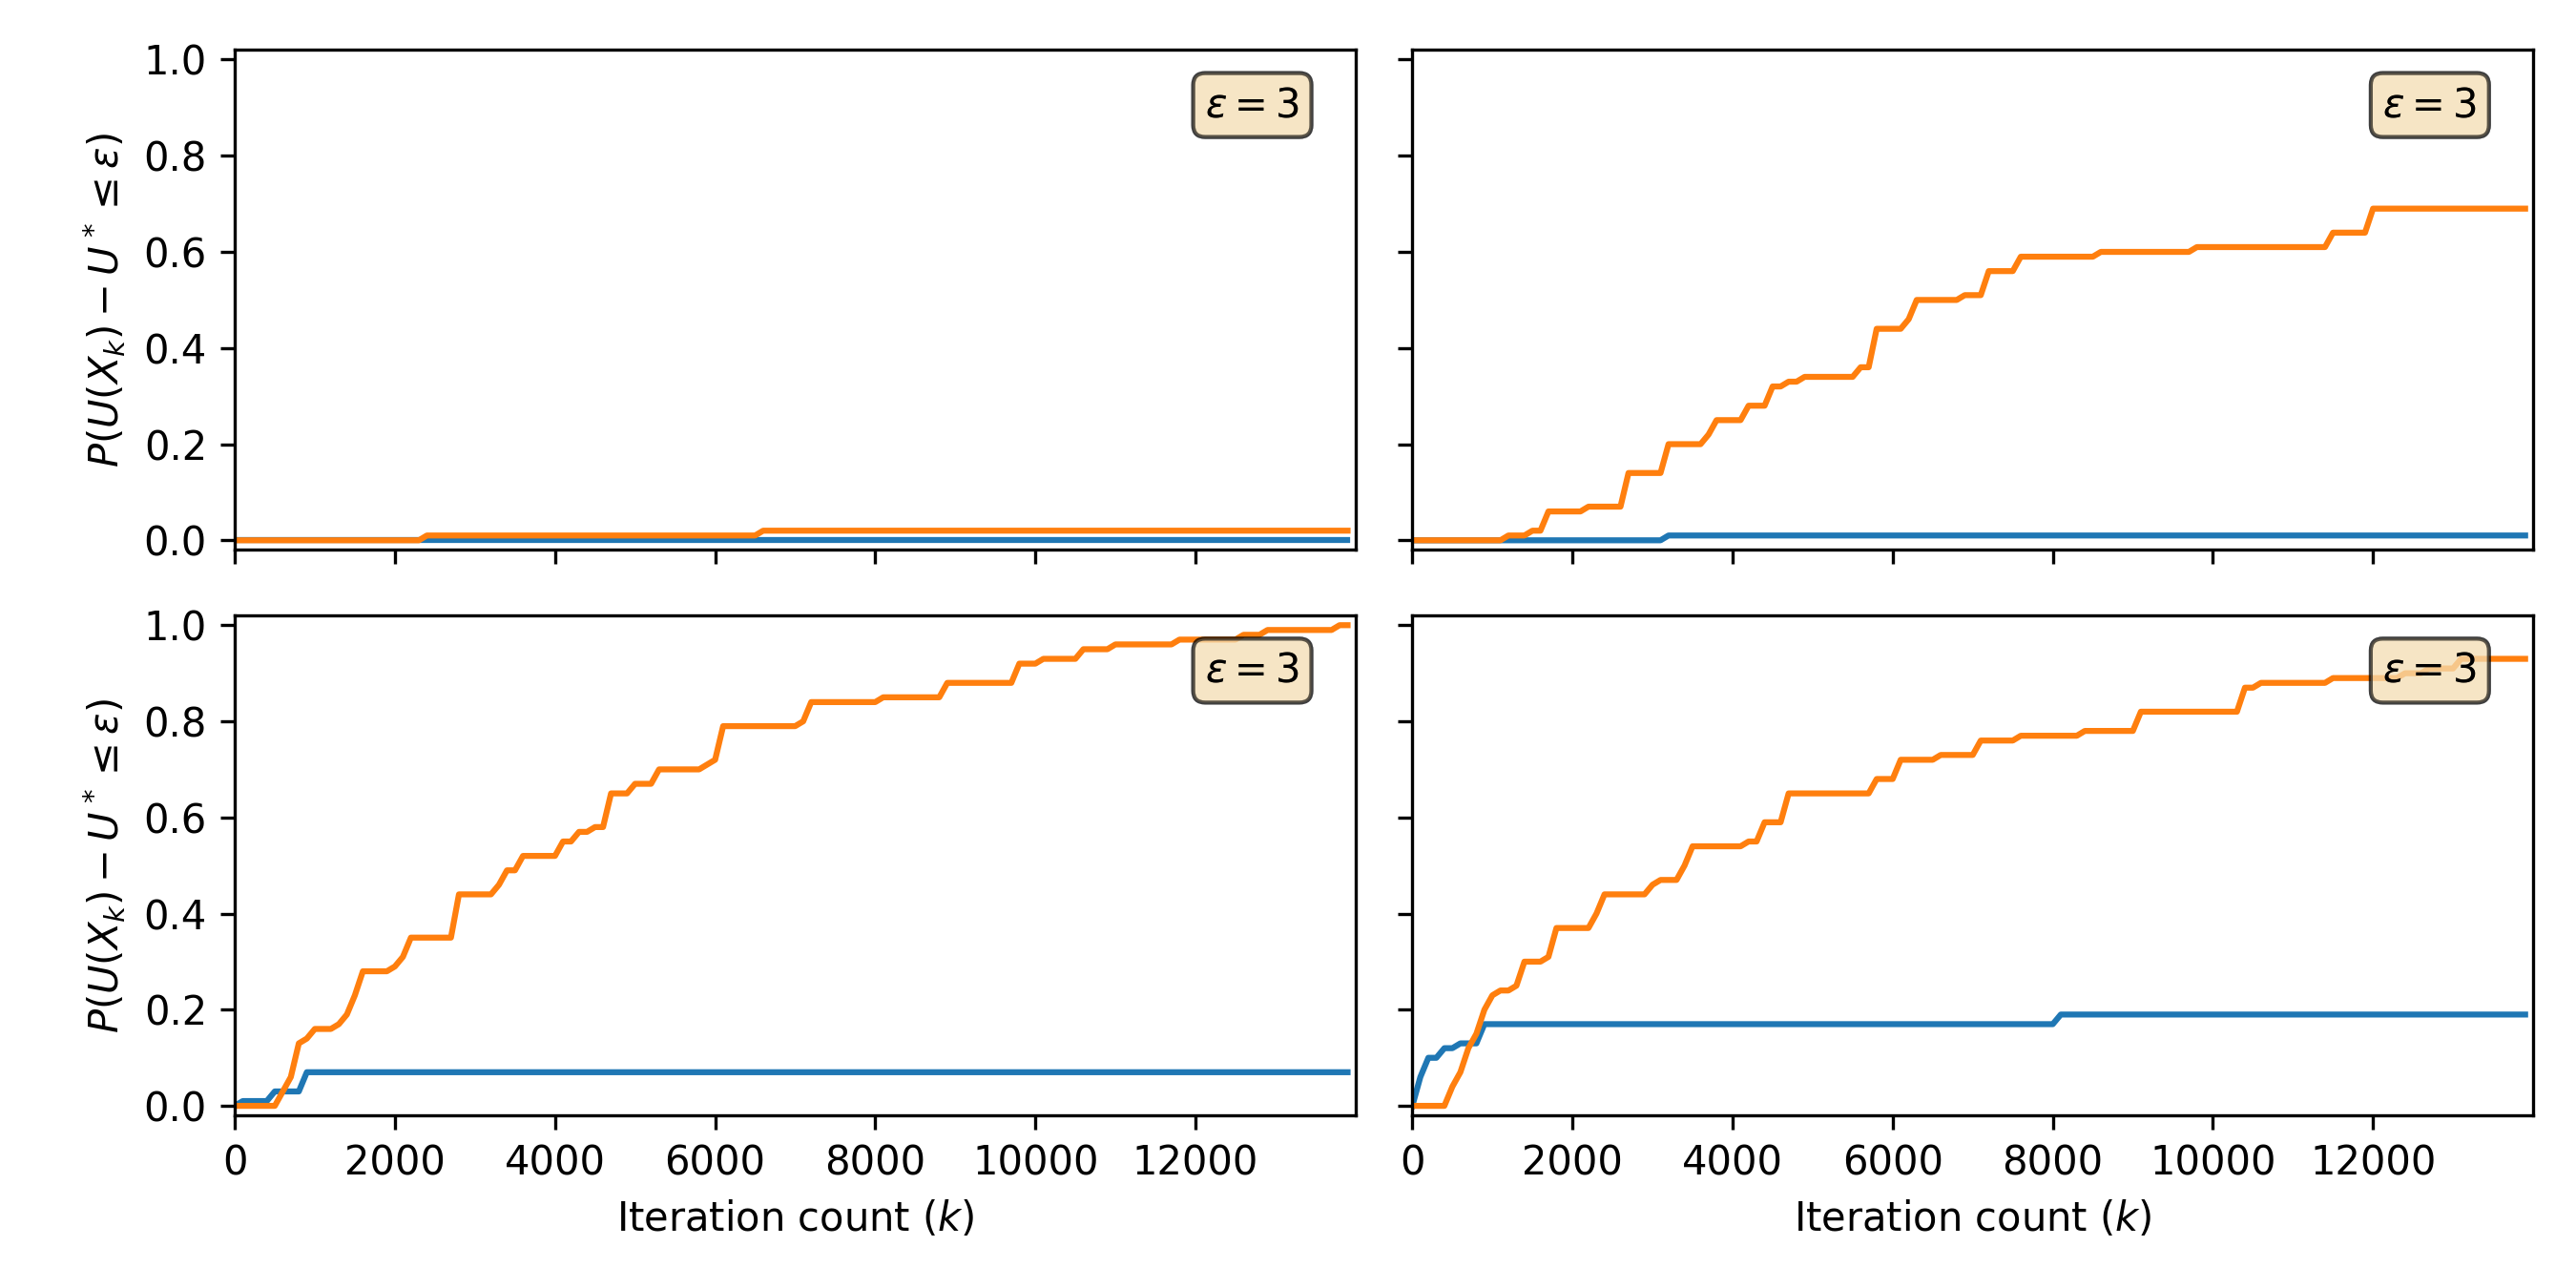 1.0
0.8
0.6
0.4
0.2
0.0
P(U(X_k) − U* ≤ ε)
ε = 3
ε = 3
1.0
0.8
0.6
0.4
0.2
0.0
P(U(X_k) − U* ≤ ε)
ε = 3
ε = 3
0 2000 4000 6000 8000 10000 12000
Iteration count (k)
0 2000 4000 6000 8000 10000 12000
Iteration count (k)